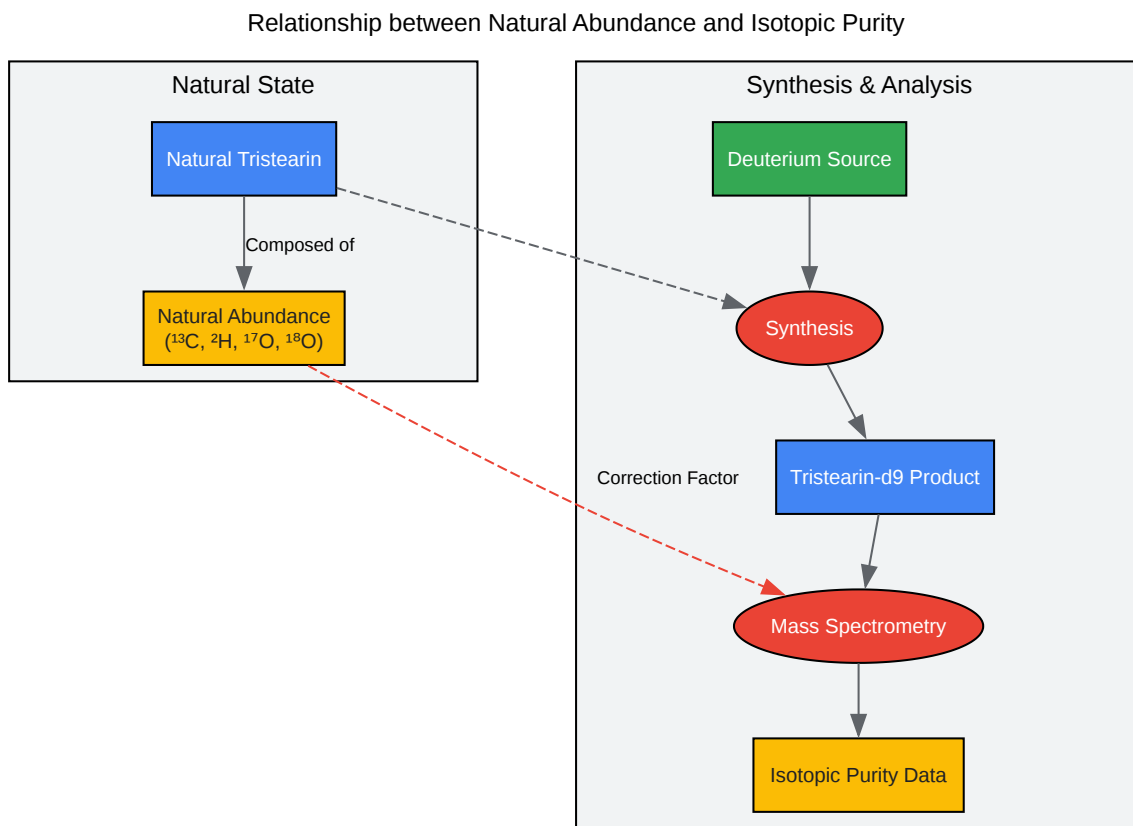 Relationship between Natural Abundance and Isotopic Purity
Natural State
Natural Tristearin
Composed of
Natural Abundance
(¹³C, ²H, ¹⁷O, ¹⁸O)
Synthesis & Analysis
Deuterium Source
Synthesis
Correction Factor
Tristearin-d9 Product
Mass Spectrometry
Isotopic Purity Data